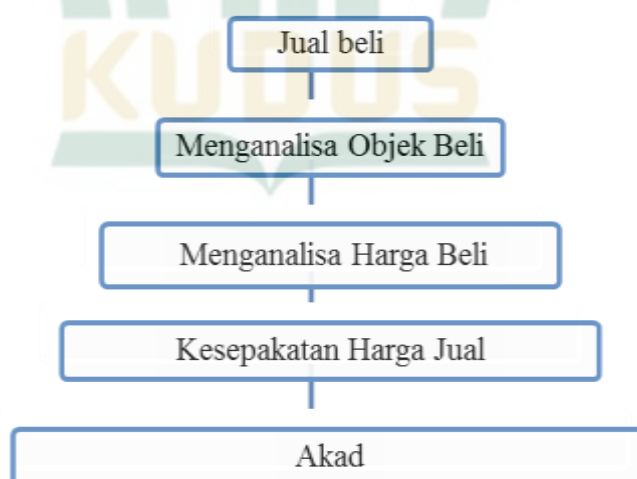 KUDUS
Jual beli
Menganalisa Objek Beli
Menganalisa Harga Beli
Kesepakatan Harga Jual
Akad